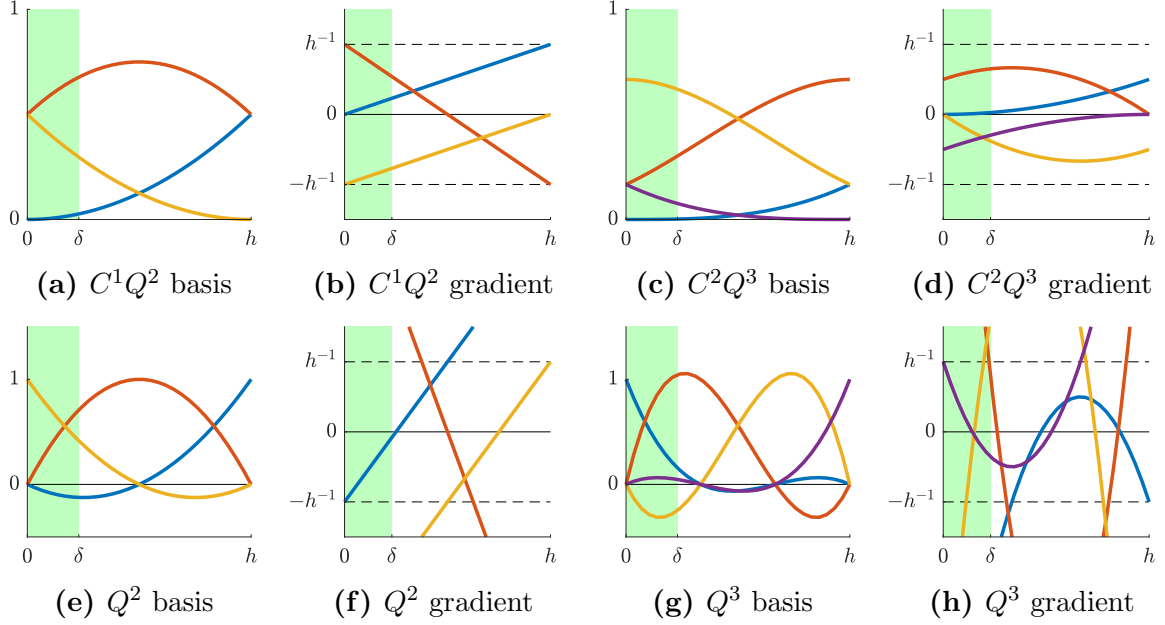 1
0
0 δ h
(a) C¹Q² basis
h⁻¹
0
−h⁻¹
0 δ h
(b) C¹Q² gradient
1
0
0 δ h
(c) C²Q³ basis
h⁻¹
0
−h⁻¹
0 δ h
(d) C²Q³ gradient
1
0
0 δ h
(e) Q² basis
h⁻¹
0
−h⁻¹
0 δ h
(f) Q² gradient
1
0
0 δ h
(g) Q³ basis
h⁻¹
0
−h⁻¹
0 δ h
(h) Q³ gradient